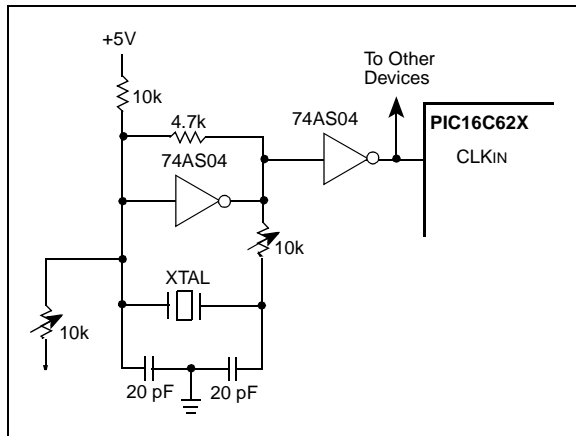 +5V
10k
4.7k
74AS04
10k
XTAL
10k
20 pF
20 pF
74AS04
To Other
Devices
PIC16C62X
CLKIN